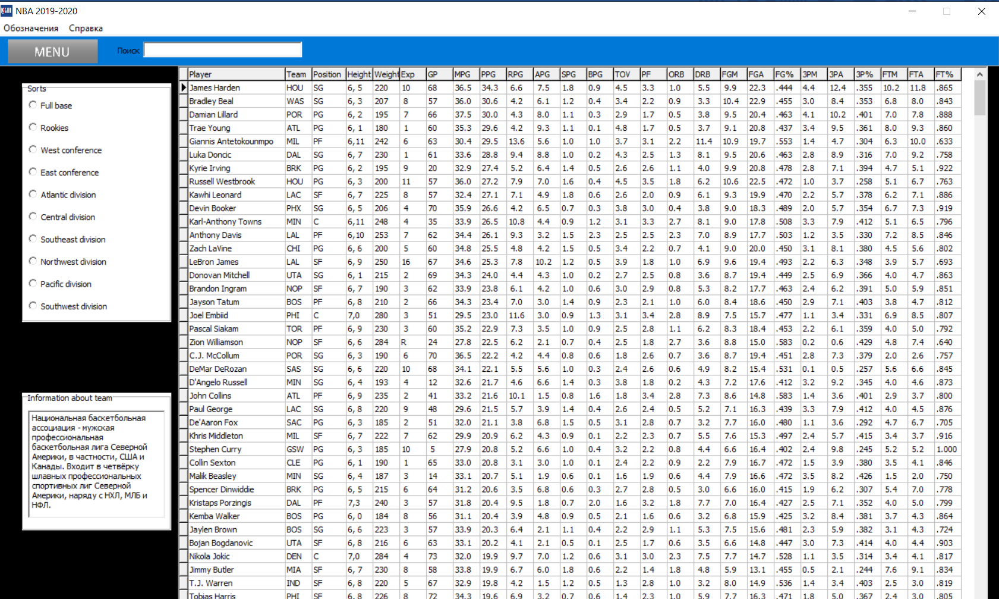 NBA 2019-2020
Обозначения Справка
MENU Поиск
Sorts
Full base
Rookies
West conference
East conference
Atlantic division
Central division
Southeast division
Northwest division
Pacific division
Southwest division
Information about team
Национальная баскетбольная
ассоциация - мужская
профессиональная
баскетбольная лига Северной
Америки, в частности, США и
Канады. Входит в четвёрку
шлавных профессиональных
спортивных лиг Северной
Америки, наряду с НХЛ, МЛБ и
НФЛ.
Player Team Position Height Weight Exp GP MPG PPG RPG APG SPG BPG TOV PF ORB DRB FGM FGA FG% 3PM 3PA 3P% FTM FTA FT%
James Harden HOU SG 6, 5 220 10 68 36.5 34.3 6.6 7.5 1.8 0.9 4.5 3.3 1.0 5.5 9.9 22.3 .444 4.4 12.4 .355 10.2 11.8 .865
Bradley Beal WAS SG 6, 3 207 8 57 36.0 30.6 4.2 6.1 1.2 0.4 3.4 2.2 0.9 3.3 10.4 22.9 .455 3.0 8.4 .353 6.8 8.0 .843
Damian Lillard POR PG 6, 2 195 7 66 37.5 30.0 4.3 8.0 1.1 0.3 2.9 1.7 0.5 3.8 9.5 20.4 .463 4.1 10.2 .401 7.0 7.8 .888
Trae Young ATL PG 6, 1 180 1 60 35.3 29.6 4.2 9.3 1.1 0.1 4.8 1.7 0.5 3.7 9.1 20.8 .437 3.4 9.5 .361 8.0 9.3 .860
Giannis Antetokounmpo MIL PF 6,11 242 6 63 30.4 29.5 13.6 5.6 1.0 1.0 3.7 3.1 2.2 11.4 10.9 19.7 .553 1.4 4.7 .304 6.3 10.0 .633
Luka Doncic DAL SG 6, 7 230 1 61 33.6 28.8 9.4 8.8 1.0 0.2 4.3 2.5 1.3 8.1 9.5 20.6 .463 2.8 8.9 .316 7.0 9.2 .758
Kyrie Irving BRK PG 6, 2 195 9 20 32.9 27.4 5.2 6.4 1.4 0.5 2.6 2.6 1.1 4.0 9.9 20.8 .478 2.8 7.1 .394 4.7 5.1 .922
Russell Westbrook HOU PG 6, 3 200 11 57 36.0 27.2 7.9 7.0 1.6 0.4 4.5 3.5 1.8 6.2 10.6 22.5 .472 1.0 3.7 .258 5.1 6.7 .763
Kawhi Leonard LAC SF 6, 7 225 8 57 32.4 27.1 7.1 4.9 1.8 0.6 2.6 2.0 0.9 6.1 9.3 19.9 .470 2.2 5.7 .378 6.2 7.1 .886
Devin Booker PHX SG 6, 5 206 4 70 35.9 26.6 4.2 6.5 0.7 0.3 3.8 3.0 0.4 3.8 9.0 18.3 .489 2.0 5.7 .354 6.7 7.3 .919
Karl-Anthony Towns MIN C 6,11 248 4 35 33.9 26.5 10.8 4.4 0.9 1.2 3.1 3.3 2.7 8.1 9.0 17.8 .508 3.3 7.9 .412 5.1 6.5 .796
Anthony Davis LAL PF 6,10 253 7 62 34.4 26.1 9.3 3.2 1.5 2.3 2.5 2.5 2.3 7.0 8.9 17.7 .503 1.2 3.5 .330 7.2 8.5 .846
Zach LaVine CHI PG 6, 6 200 5 60 34.8 25.5 4.8 4.2 1.5 0.5 3.4 2.2 0.7 4.1 9.0 20.0 .450 3.1 8.1 .380 4.5 5.6 .802
LeBron James LAL SF 6, 9 250 16 67 34.6 25.3 7.8 10.2 1.2 0.5 3.9 1.8 1.0 6.9 9.6 19.4 .493 2.2 6.3 .348 3.9 5.7 .693
Donovan Mitchell UTA SG 6, 1 215 2 69 34.3 24.0 4.4 4.3 1.0 0.2 2.7 2.5 0.8 3.6 8.7 19.4 .449 2.5 6.9 .366 4.0 4.7 .863
Brandon Ingram NOP SF 6, 7 190 3 62 33.9 23.8 6.1 4.2 1.0 0.6 3.0 2.9 0.8 5.3 8.2 17.7 .463 2.4 6.2 .391 5.0 5.9 .851
Jayson Tatum BOS PF 6, 8 210 2 66 34.3 23.4 7.0 3.0 1.4 0.9 2.3 2.1 1.0 6.0 8.4 18.6 .450 2.9 7.1 .403 3.8 4.7 .812
Joel Embiid PHI C 7,0 280 3 51 29.5 23.0 11.6 3.0 0.9 1.3 3.1 3.4 2.8 8.9 7.5 15.7 .477 1.1 3.4 .331 6.9 8.5 .807
Pascal Siakam TOR PF 6, 9 230 3 60 35.2 22.9 7.3 3.5 1.0 0.9 2.5 2.8 1.1 6.2 8.3 18.4 .453 2.2 6.1 .359 4.0 5.0 .792
Zion Williamson NOP SF 6, 6 284 R 24 27.8 22.5 6.2 2.1 0.7 0.4 2.5 1.8 2.7 3.6 8.8 15.0 .583 0.2 0.6 .429 4.8 7.4 .640
C.J. McCollum POR SG 6, 3 190 6 70 36.5 22.2 4.2 4.4 0.8 0.6 1.8 2.6 0.7 3.6 8.7 19.4 .451 2.8 7.3 .379 2.0 2.6 .757
DeMar DeRozan SAS SG 6, 6 220 10 68 34.1 22.1 5.5 5.6 1.0 0.3 2.4 2.6 0.6 4.9 8.2 15.4 .531 0.1 0.5 .257 5.6 6.6 .845
D'Angelo Russell MIN SG 6, 4 193 4 12 32.6 21.7 4.6 6.6 1.4 0.3 3.8 1.8 0.2 4.3 7.2 17.6 .412 3.2 9.2 .345 4.0 4.6 .873
John Collins ATL PF 6, 9 235 2 41 33.2 21.6 10.1 1.5 0.8 1.6 1.8 3.4 2.8 7.3 8.6 14.8 .583 1.4 3.6 .401 2.9 3.7 .800
Paul George LAC SG 6, 8 220 9 48 29.6 21.5 5.7 3.9 1.4 0.4 2.6 2.4 0.5 5.2 7.1 16.3 .439 3.3 7.9 .412 4.0 4.5 .876
De'Aaron Fox SAC PG 6, 3 185 2 51 32.0 21.1 3.8 6.8 1.5 0.5 3.1 2.8 0.7 3.2 7.7 16.0 .480 1.1 3.6 .292 4.7 6.7 .705
Khris Middleton MIL SF 6, 7 222 7 62 29.9 20.9 6.2 4.3 0.9 0.1 2.2 2.3 0.7 5.5 7.6 15.3 .497 2.4 5.7 .415 3.4 3.7 .916
Stephen Curry GSW PG 6, 3 185 10 5 27.9 20.8 5.2 6.6 1.0 0.4 3.2 2.2 0.8 4.4 6.6 16.4 .402 2.4 9.8 .245 5.2 5.2 1.000
Collin Sexton CLE PG 6, 1 190 1 65 33.0 20.8 3.1 3.0 1.0 0.1 2.4 2.2 0.9 2.2 7.9 16.7 .472 1.5 3.9 .380 3.5 4.1 .846
Malik Beasley MIN SG 6, 4 187 3 14 33.1 20.7 5.1 1.9 0.6 0.1 1.6 1.9 0.6 4.4 7.9 16.6 .472 3.5 8.2 .426 1.5 2.0 .750
Spencer Dinwiddie BRK PG 6, 5 215 6 64 31.2 20.6 3.5 6.8 0.6 0.3 2.7 2.8 0.5 3.0 6.6 16.0 .415 1.9 6.2 .307 5.4 7.0 .778
Kristaps Porzingis DAL PF 7,3 240 3 57 31.8 20.4 9.5 1.8 0.7 2.0 1.6 3.2 1.8 7.7 7.0 16.4 .427 2.5 7.1 .352 4.0 5.0 .799
Kemba Walker BOS PG 6, 0 184 8 56 31.1 20.4 3.9 4.8 0.9 0.5 2.1 1.6 0.6 3.2 6.8 15.9 .425 3.2 8.4 .381 3.7 4.3 .864
Jaylen Brown BOS SG 6, 6 223 3 57 33.9 20.3 6.4 2.1 1.1 0.4 2.2 2.9 1.1 5.3 7.5 15.6 .481 2.3 5.9 .382 3.1 4.3 .724
Bojan Bogdanovic UTA SF 6, 8 216 6 63 33.1 20.2 4.1 2.1 0.5 0.1 2.5 1.7 0.6 3.5 6.6 14.8 .447 3.0 7.3 .414 4.0 4.4 .903
Nikola Jokic DEN C 7,0 284 4 73 32.0 19.9 9.7 7.0 1.2 0.6 3.1 3.0 2.3 7.5 7.7 14.7 .528 1.1 3.5 .314 3.4 4.1 .817
Jimmy Butler MIA SF 6, 7 230 8 58 33.8 19.9 6.7 6.0 1.8 0.6 2.2 1.4 1.8 4.8 5.9 13.1 .455 0.5 2.1 .244 7.6 9.1 .834
T.J. Warren IND SF 6, 8 220 5 67 32.9 19.8 4.2 1.5 1.2 0.5 1.3 2.8 1.0 3.2 8.0 14.9 .536 1.4 3.4 .403 2.5 3.0 .819
Tobias Harris PHI SF 6, 8 226 8 72 34.3 19.6 6.9 3.2 0.7 0.6 1.4 2.3 1.0 5.9 7.7 16.3 .471 1.8 5.0 .367 2.4 3.0 .805